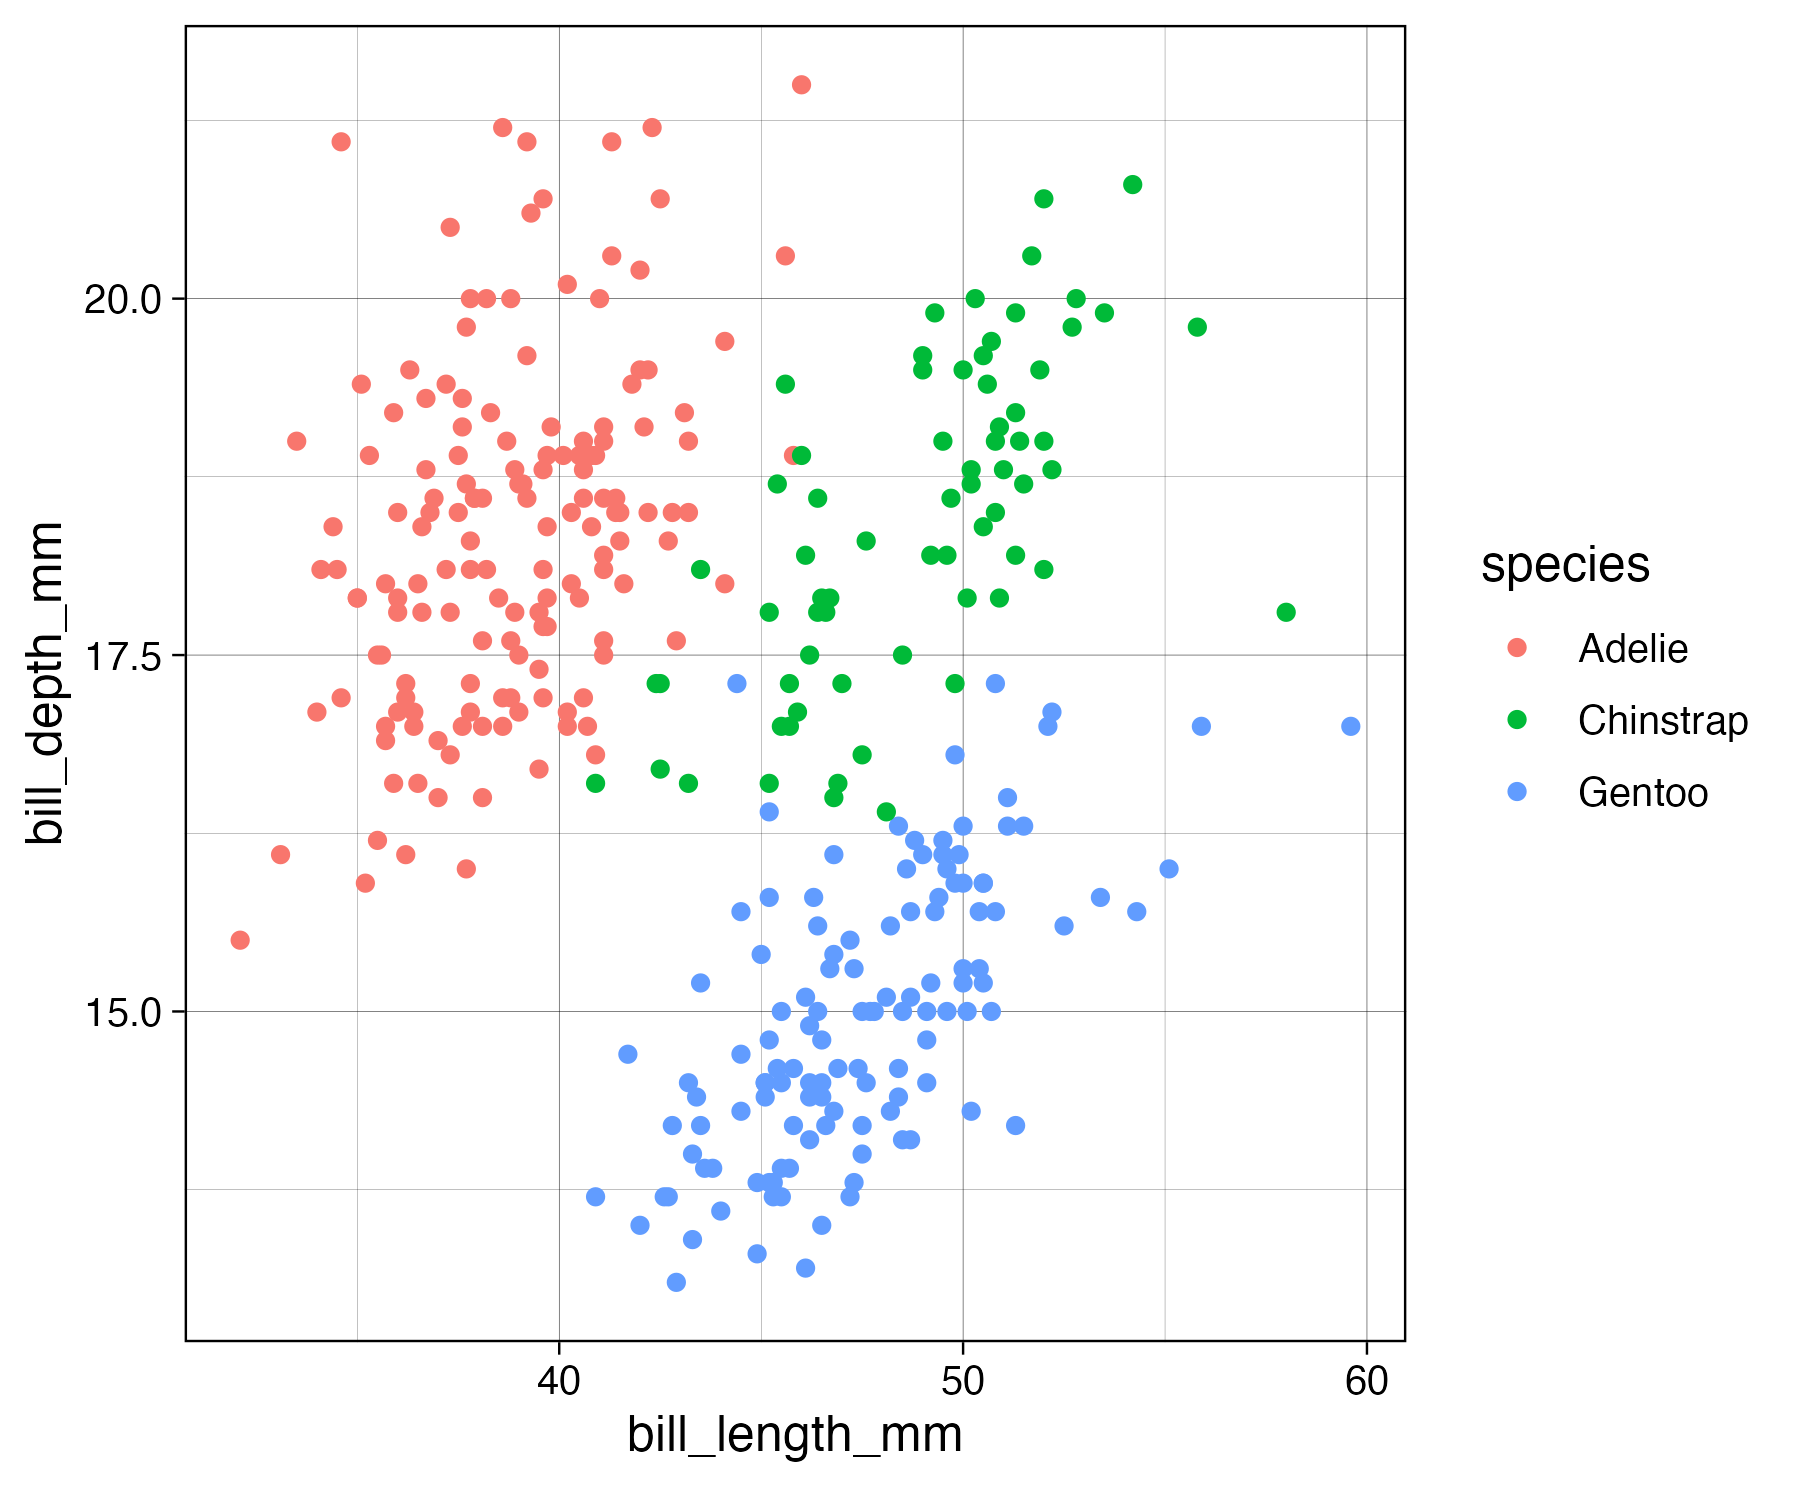 20.0
17.5
15.0
bill_depth_mm
40
50
60
bill_length_mm
species
Adelie
Chinstrap
Gentoo